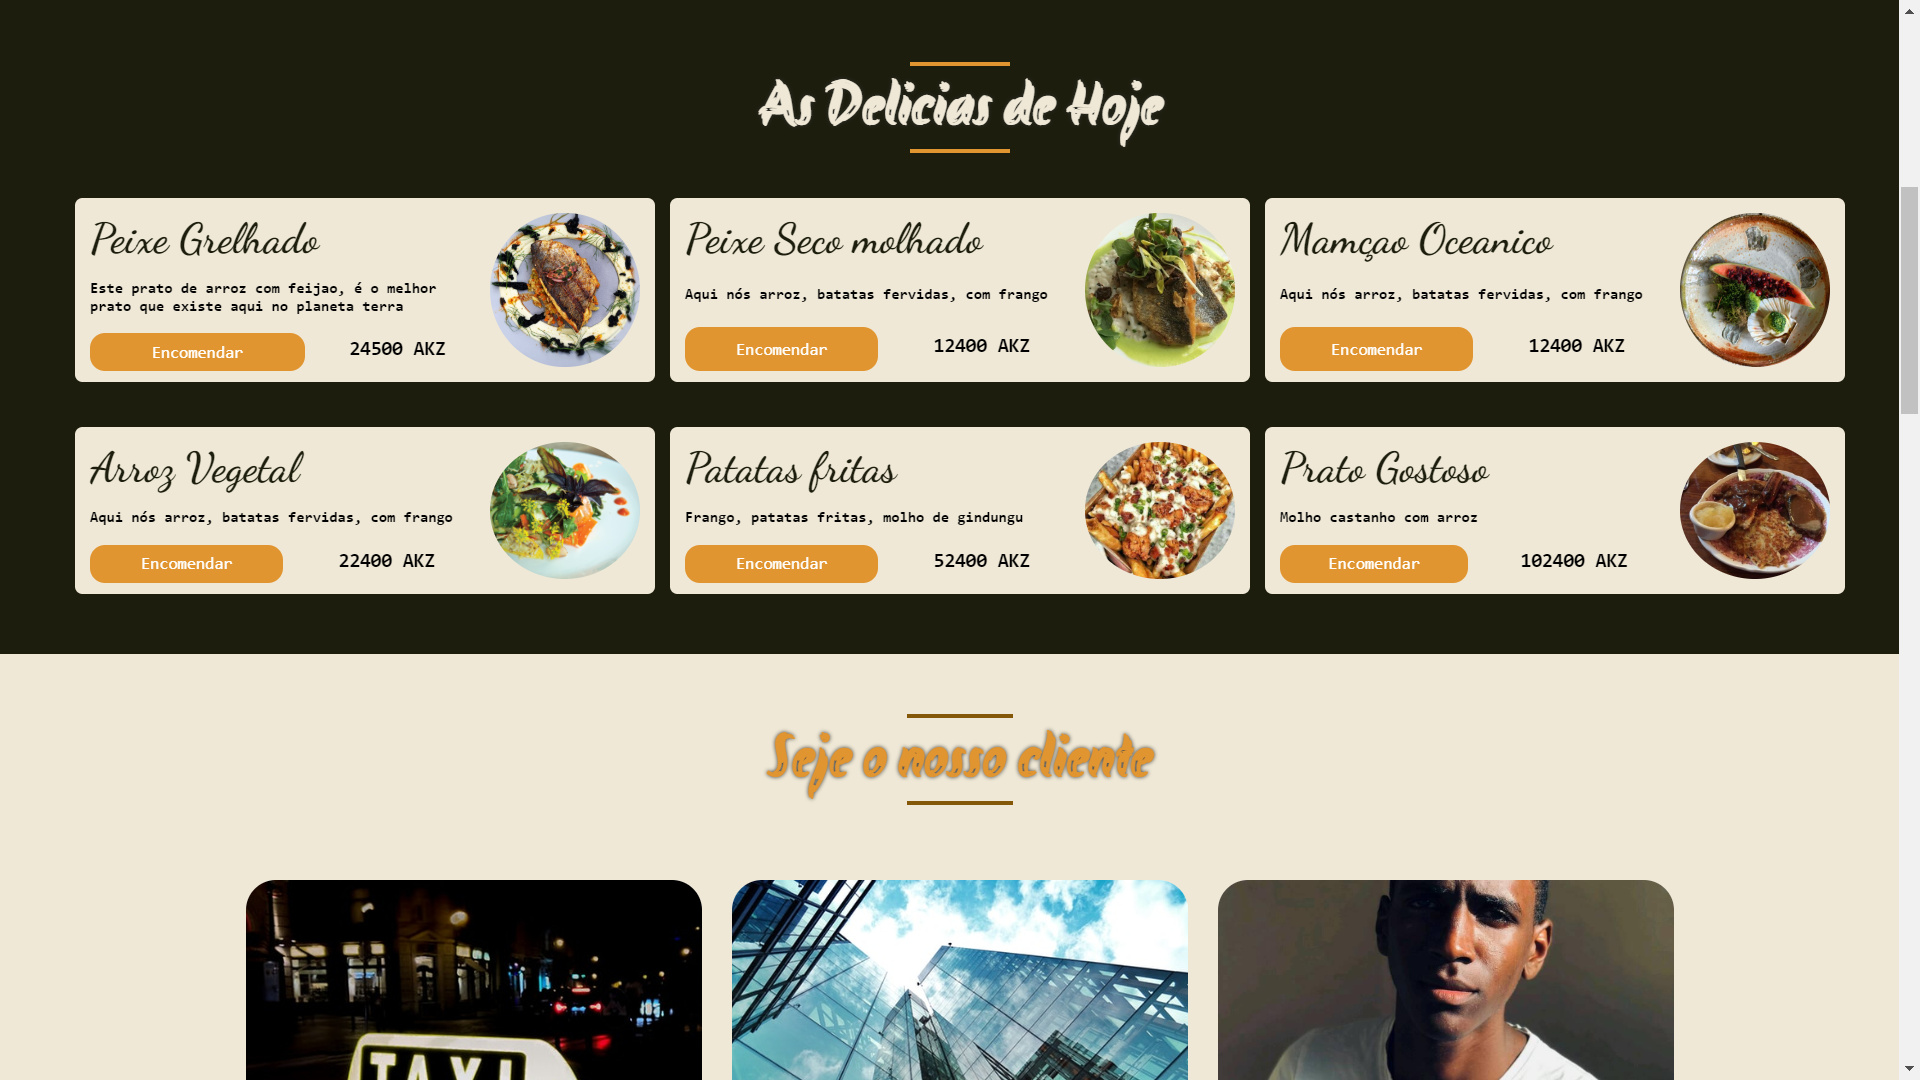 As Delicias de Hoje
Peixe Grelhado
Este prato de arroz com feijao, é o melhor
prato que existe aqui no planeta terra
Encomendar
24500 AKZ
Peixe Seco molhado
Aqui nós arroz, batatas fervidas, com frango
Encomendar
12400 AKZ
Mamçao Oceanico
Aqui nós arroz, batatas fervidas, com frango
Encomendar
12400 AKZ
Arroz Vegetal
Aqui nós arroz, batatas fervidas, com frango
Encomendar
22400 AKZ
Patatas fritas
Frango, patatas fritas, molho de gindungu
Encomendar
52400 AKZ
Prato Gostoso
Molho castanho com arroz
Encomendar
102400 AKZ
Seje o nosso cliente
TAXI